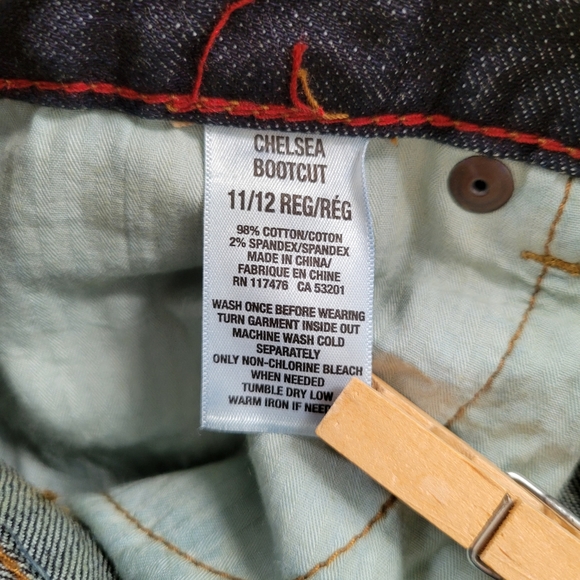 CHELSEA
BOOTCUT
11/12 REG/RÉG
98% COTTON/COTON
2% SPANDEX/SPANDEX
MADE IN CHINA/
FABRIQUE EN CHINE
RN 117476 CA 53201
WASH ONCE BEFORE WEARING
TURN GARMENT INSIDE OUT
MACHINE WASH COLD
SEPARATELY
ONLY NON-CHLORINE BLEACH
WHEN NEEDED
TUMBLE DRY LOW
WARM IRON IF